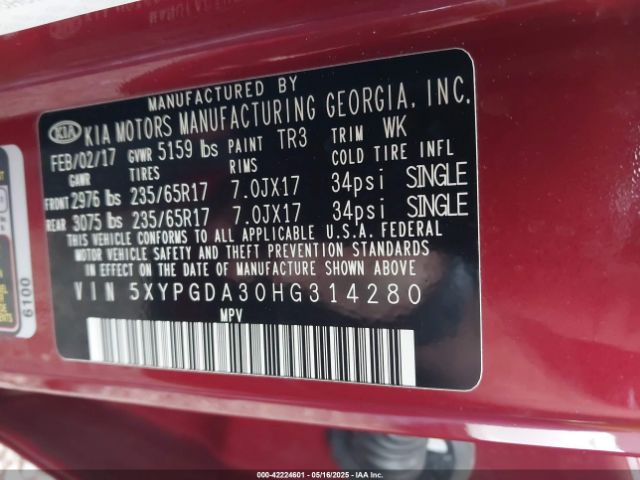 MANUFACTURED BY
KIA KIA MOTORS MANUFACTURING GEORGIA, INC.
FEB/02/17 GVWR 5159 lbs PAINT TR3 TRIM WK
GAWR TIRES RIMS COLD TIRE INFL
FRONT 2976 lbs 235/65R17 7.0JX17 34psi SINGLE
REAR 3075 lbs 235/65R17 7.0JX17 34psi SINGLE
THIS VEHICLE CONFORMS TO ALL APPLICABLE U.S.A. FEDERAL
MOTOR VEHICLE SAFETY AND THEFT PREVENTION STANDARDS
IN EFFECT ON THE DATE OF MANUFACTURE SHOWN ABOVE
VIN 5XYPGDA30HG314280
MPV
6100
000-42224601 - 05/16/2025 - IAA Inc.